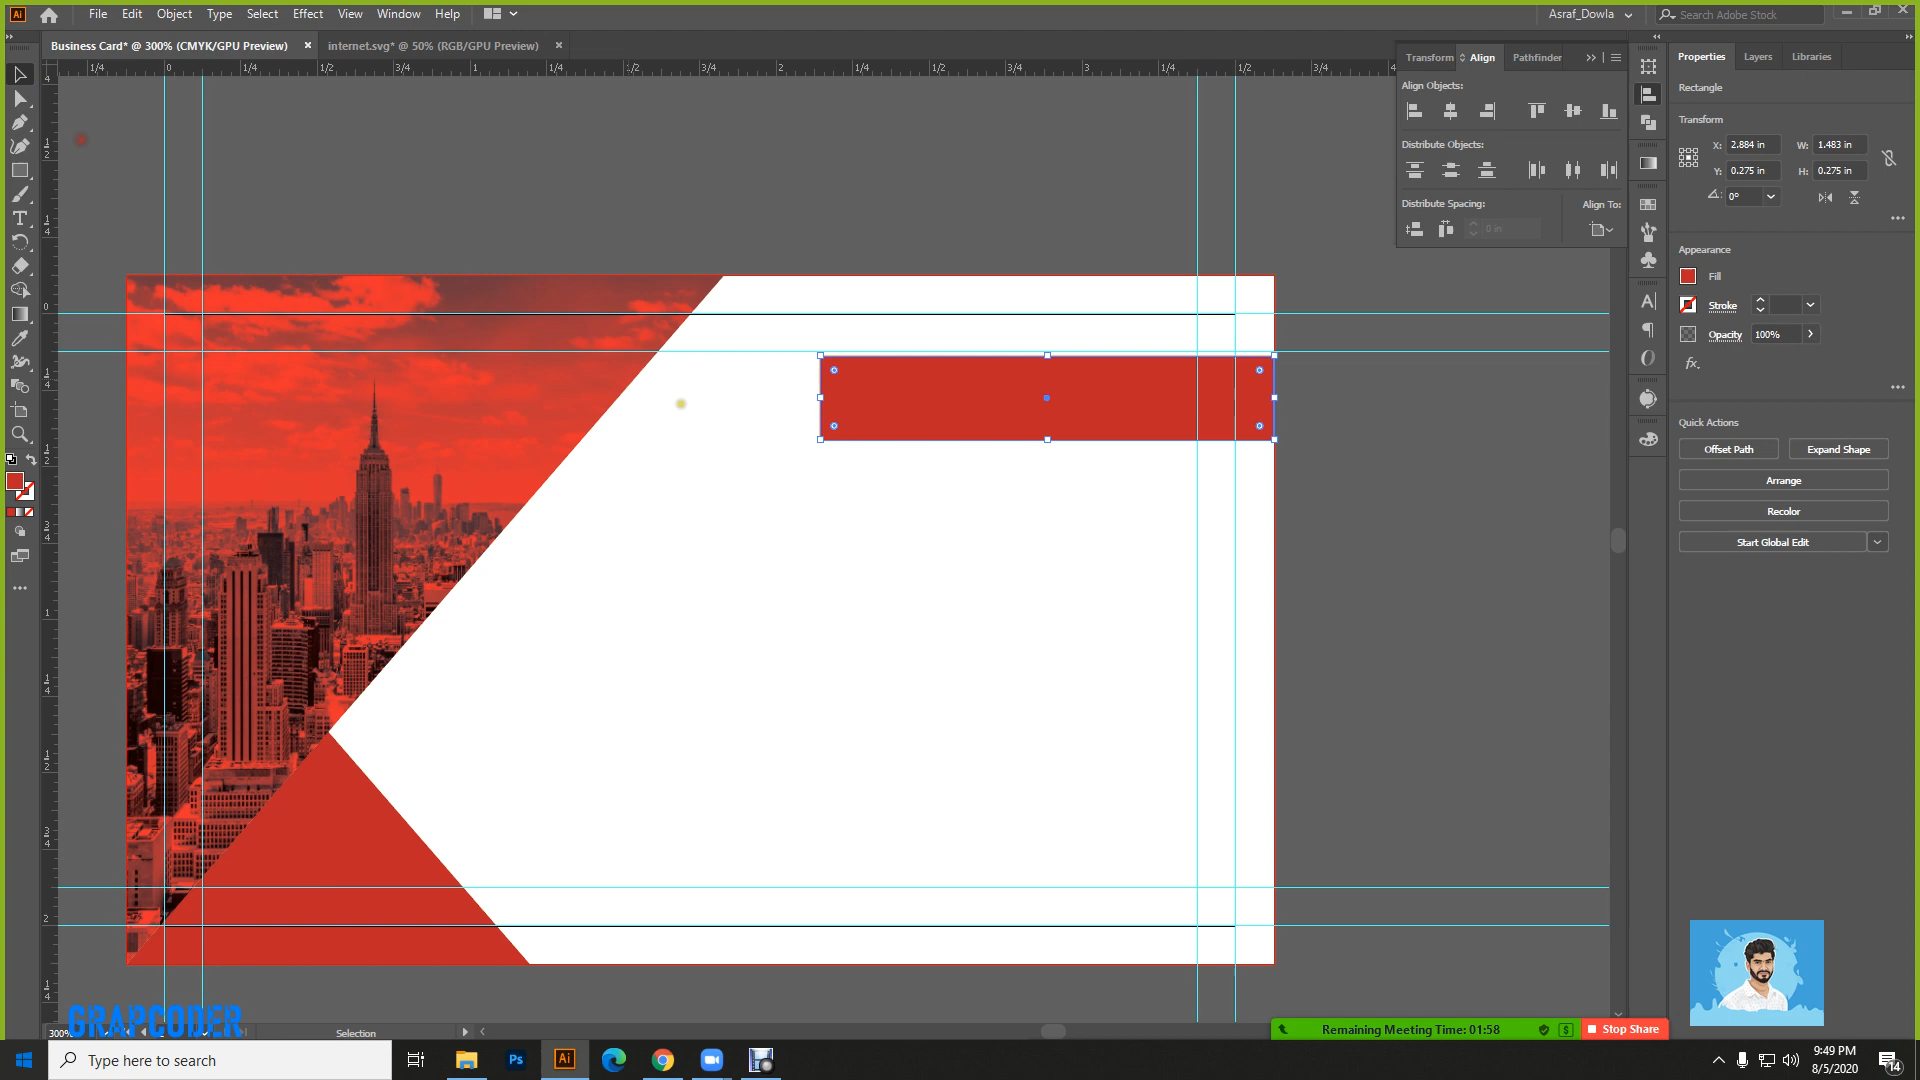 File Edit Object Type Select Effect View Window Help
Asraf_Dowla
Search Adobe Stock
Business Card* @ 300% (CMYK/GPU Preview) ×
internet.svg* @ 50% (RGB/GPU Preview) ×
1/4 0 1/4 1/2 3/4 1 1/4 1/2 3/4 2 1/4 1/2 3/4 3 1/4 1/2 3/4 4
Transform Align Pathfinder
Align Objects:
Distribute Objects:
Distribute Spacing: Align To:
0 in
Properties Layers Libraries
Rectangle
Transform
X: 2.884 in W: 1.483 in
Y: 0.275 in H: 0.275 in
0°
Appearance
Fill
Stroke
Opacity 100%
fx.
Quick Actions
Offset Path Expand Shape
Arrange
Recolor
Start Global Edit
GRAPCODER
300%
Selection
Remaining Meeting Time: 01:58
Stop Share
Type here to search
Ps
Ai
9:49 PM
8/5/2020
14